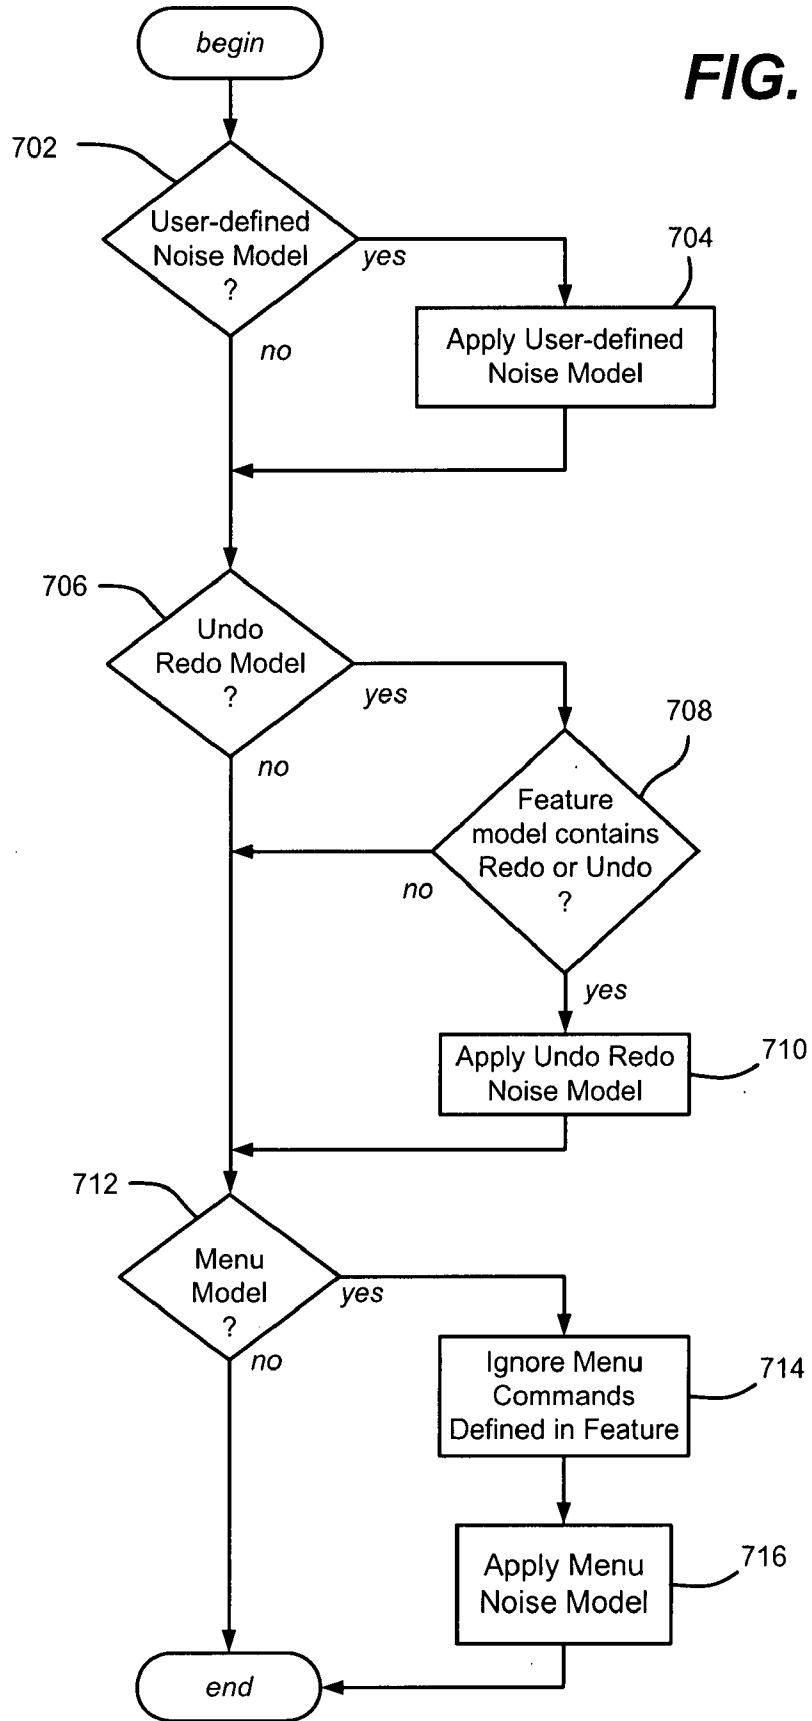 begin
FIG.
702
User-defined
Noise Model
?
yes
no
704
Apply User-defined
Noise Model
706
Undo
Redo Model
?
yes
no
708
Feature
model contains
Redo or Undo
?
no
yes
Apply Undo Redo
Noise Model
710
712
Menu
Model
?
yes
no
Ignore Menu
Commands
Defined in Feature
714
Apply Menu
Noise Model
716
end